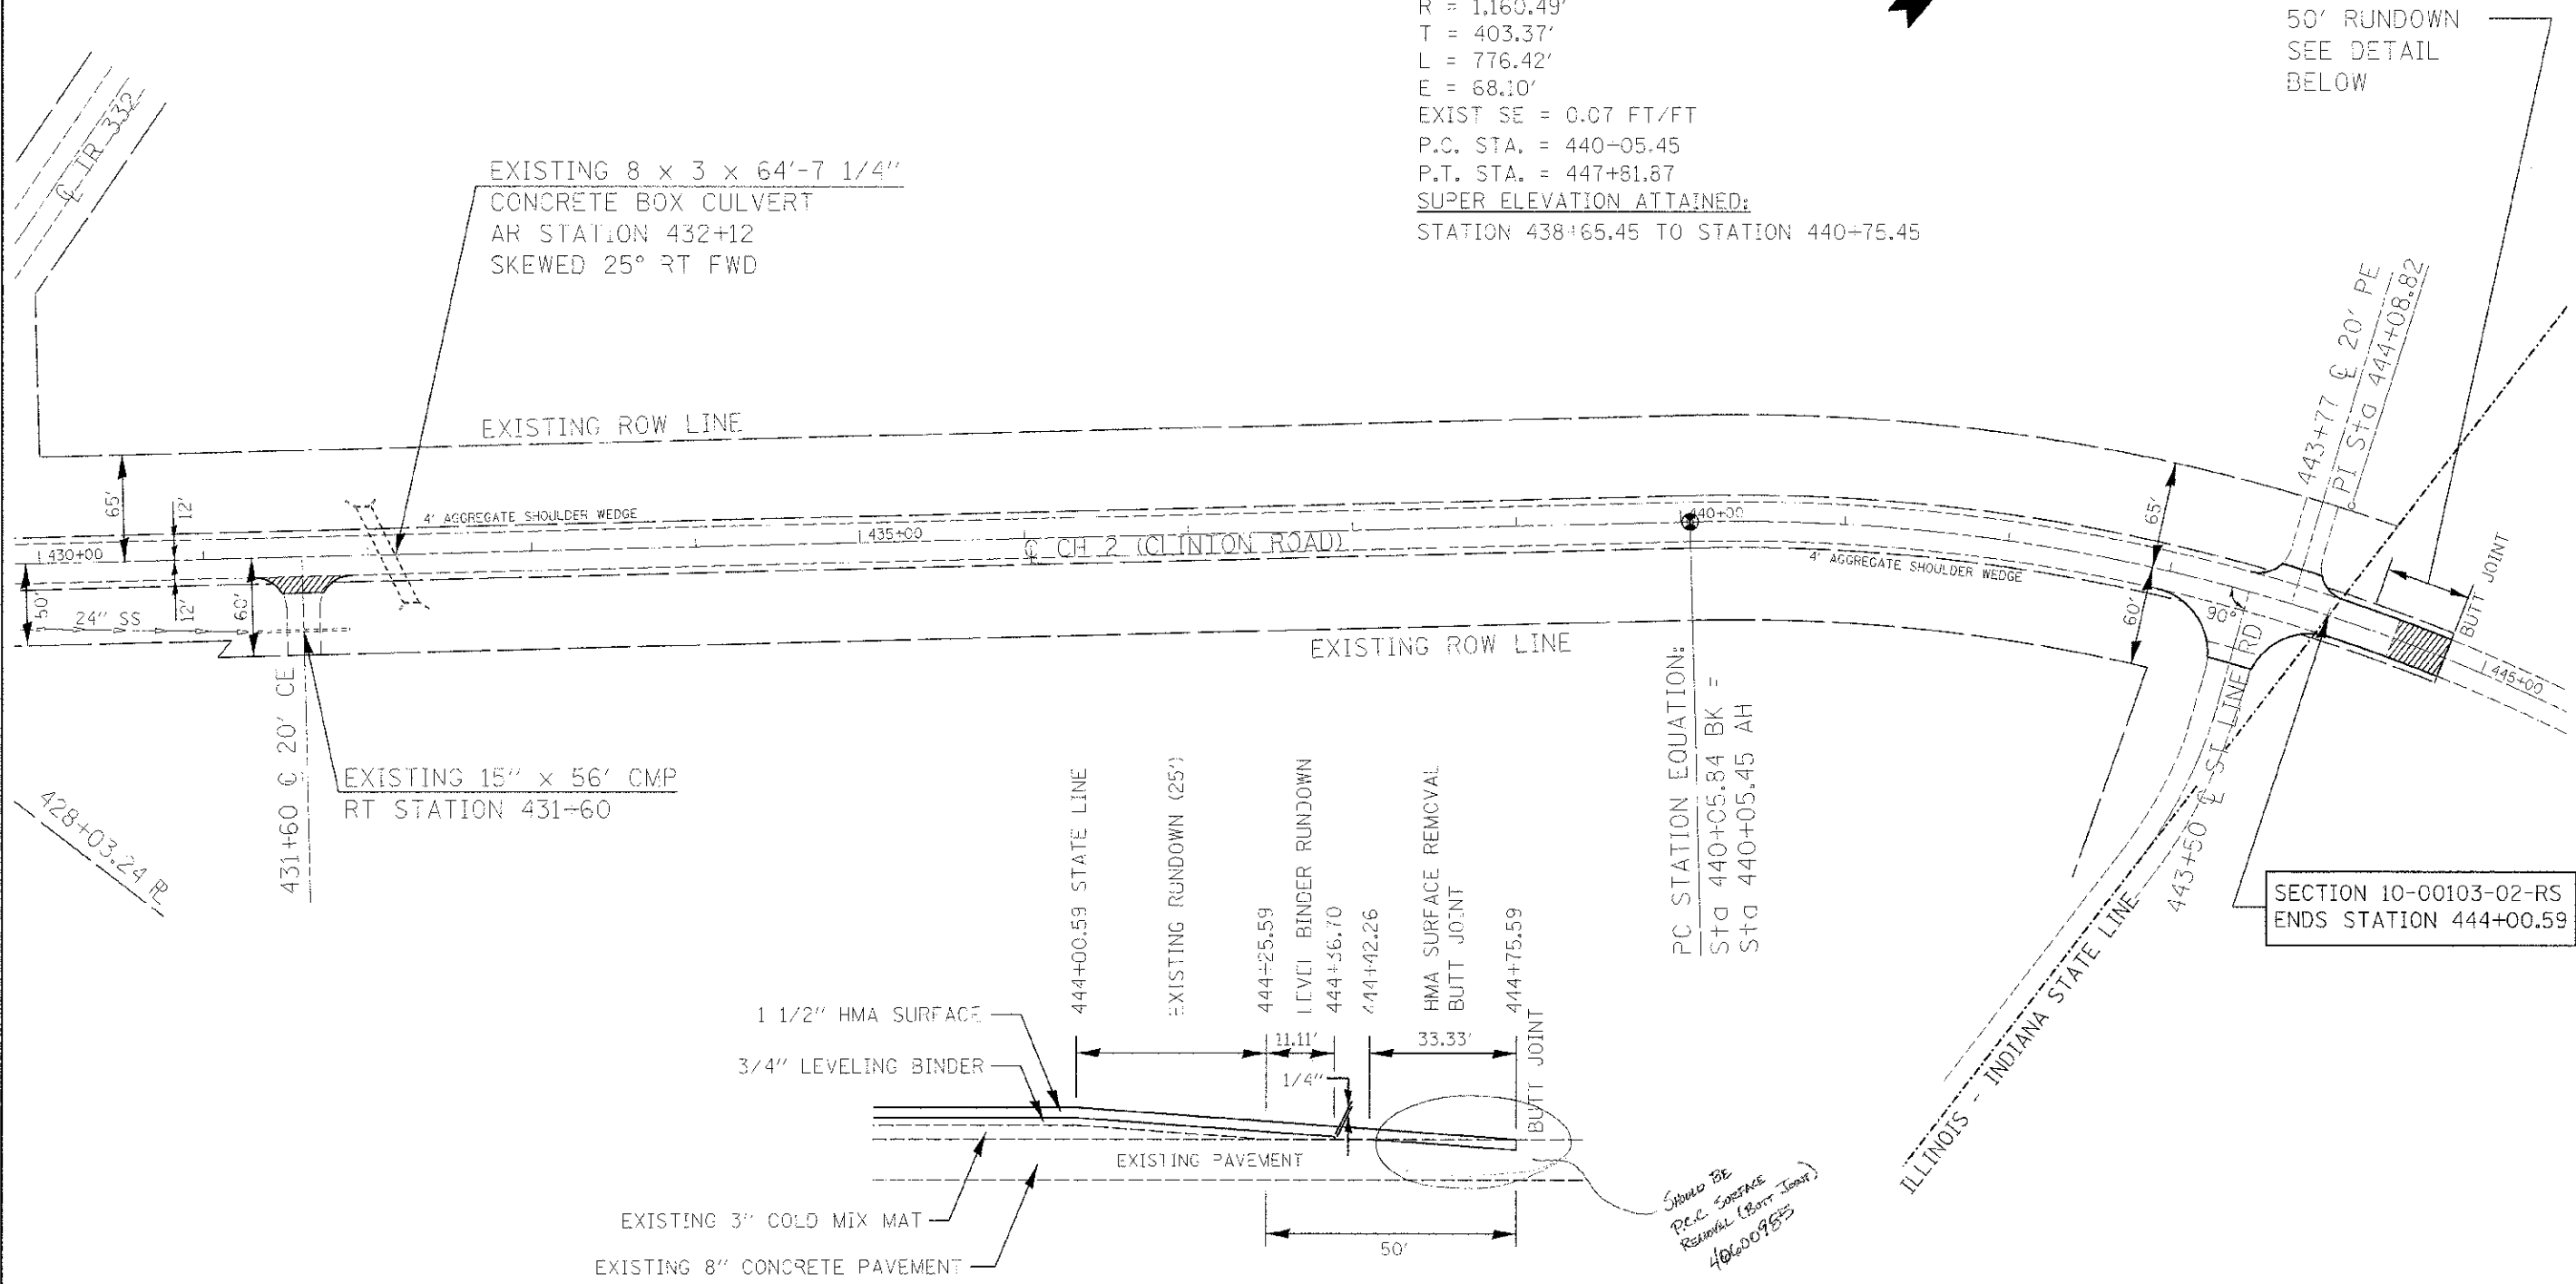 R = 1,160.49'
T = 403.37'
L = 776.42'
E = 68.10'
EXIST SE = 0.07 FT/FT
P.C. STA. = 440+05.45
P.T. STA. = 447+81.87
SUPER ELEVATION ATTAINED:
STATION 438+65.45 TO STATION 440+75.45
50' RUNDOWN
SEE DETAIL
BELOW
℄ IR 332
EXISTING 8 x 3 x 64'-7 1/4"
CONCRETE BOX CULVERT
AR STATION 432+12
SKEWED 25° RT FWD
443+77 ℄ 20' PE
PI Sta 444+08.82
EXISTING ROW LINE
65'
12'
4' AGGREGATE SHOULDER WEDGE
430+00
435+00
℄ CH 2 (CLINTON ROAD)
440+00
4' AGGREGATE SHOULDER WEDGE
65'
60'
90°
BUTT JOINT
445+00
50'
24" SS
12'
60'
EXISTING ROW LINE
431+60 ℄ 20' CE
EXISTING 15" x 56' CMP
RT STATION 431+60
428+03.24 ⅊
PC STATION EQUATION:
Sta 440+05.84 BK =
Sta 440+05.45 AH
443+50 ℄ ST LINE RD
ILLINOIS - INDIANA STATE LINE
SECTION 10-00103-02-RS
ENDS STATION 444+00.59
444+00.59 STATE LINE
EXISTING RUNDOWN (25')
444+25.59
LEVEL BINDER RUNDOWN
444+36.70
444+42.26
HMA SURFACE REMOVAL
BUTT JOINT
444+75.59
BUTT JOINT
1 1/2" HMA SURFACE
3/4" LEVELING BINDER
11.11'
33.33'
1/4"
EXISTING PAVEMENT
EXISTING 3" COLD MIX MAT
EXISTING 8" CONCRETE PAVEMENT
50'
SHOULD BE
P.C.C. SURFACE
REMOVAL (BUTT JOINT)
40600985